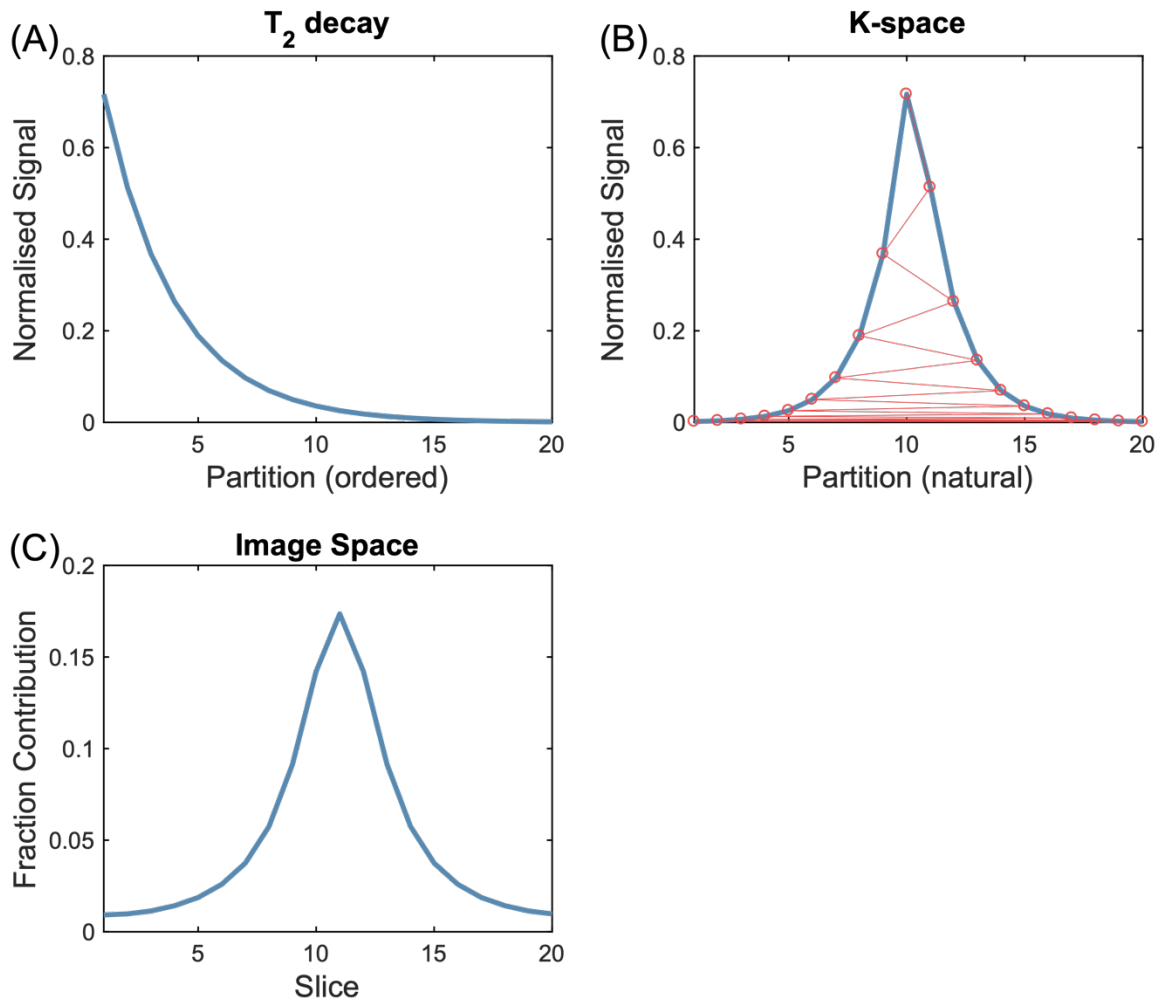 (A)
T2 decay
0.8
0.6
0.4
0.2
0
Normalised Signal
5
10
15
20
Partition (ordered)
(B)
K-space
0.8
0.6
0.4
0.2
0
Normalised Signal
5
10
15
20
Partition (natural)
(C)
Image Space
0.2
0.15
0.1
0.05
0
Fraction Contribution
5
10
15
20
Slice